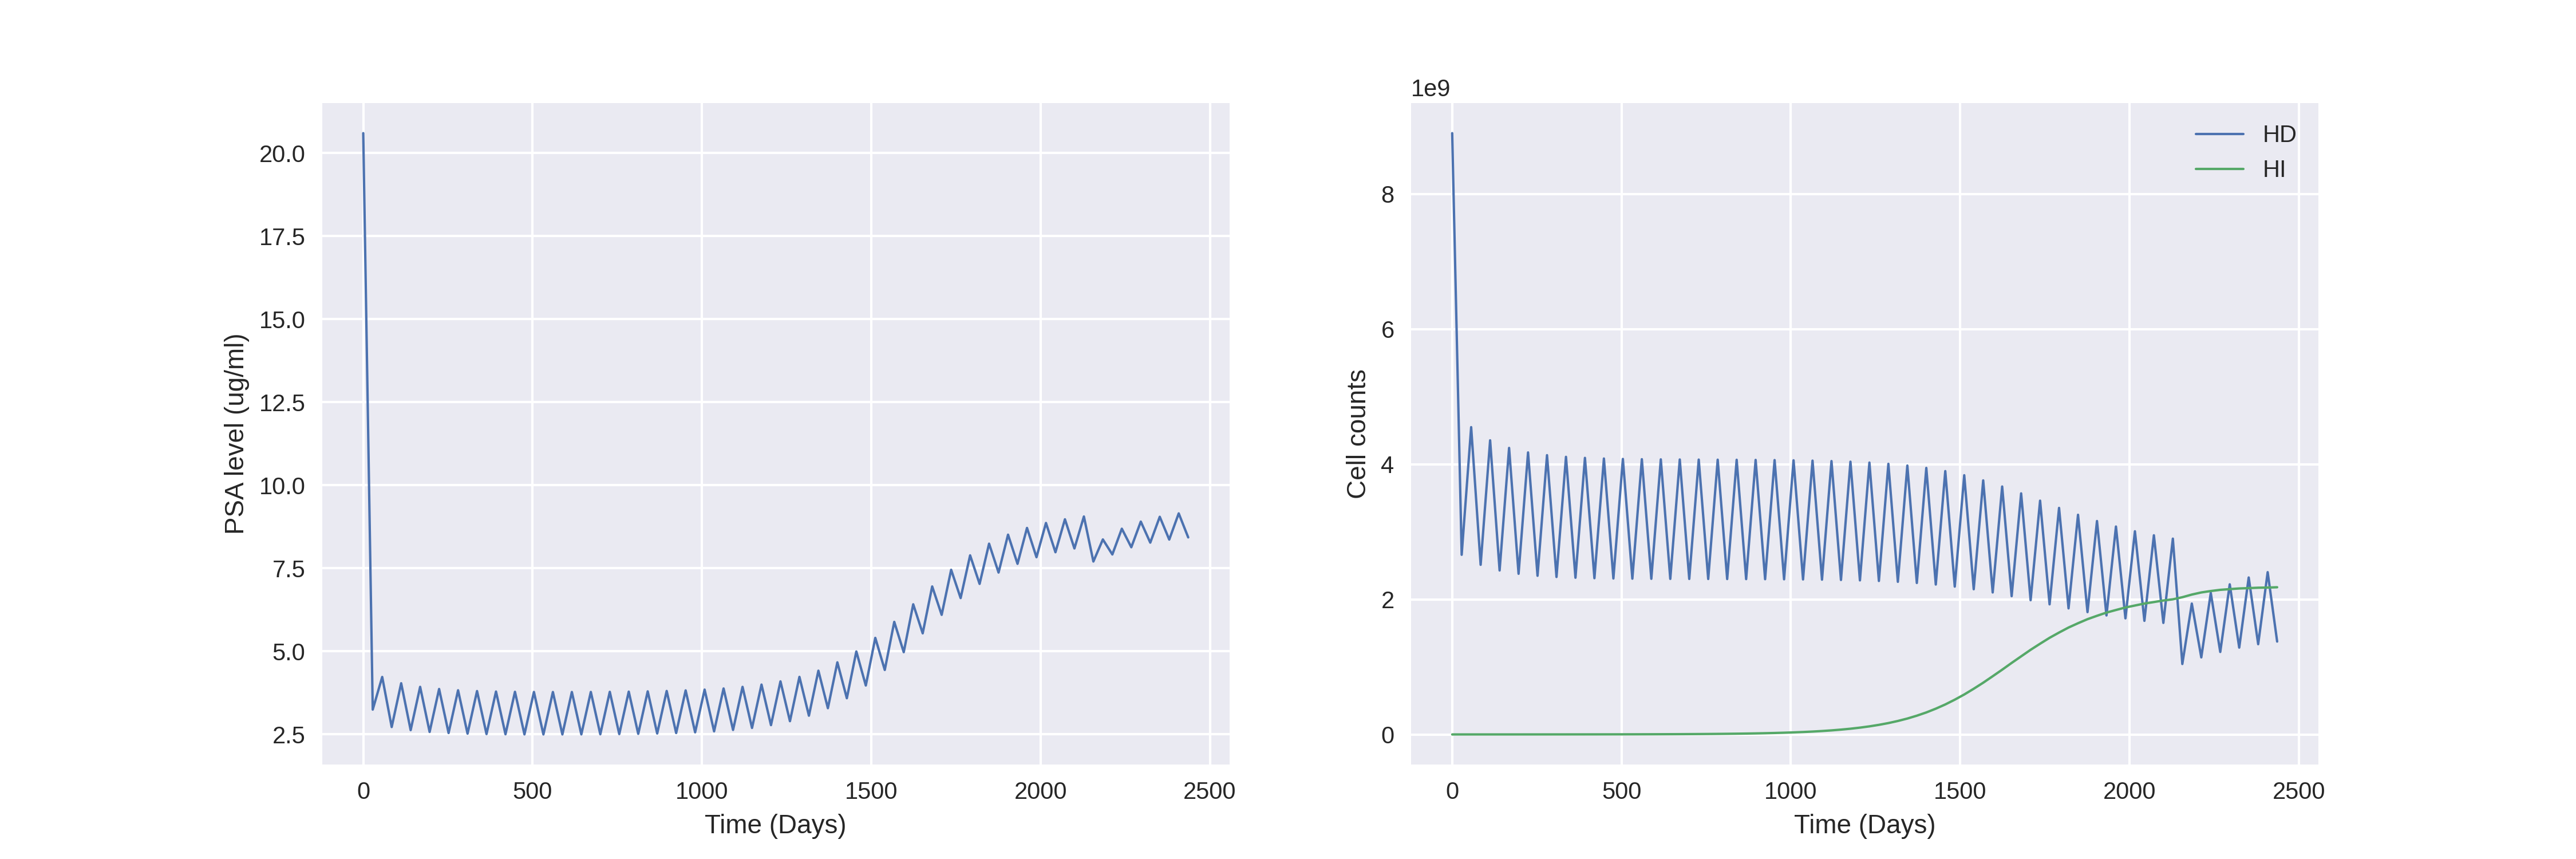 20.0
17.5
15.0
12.5
10.0
7.5
5.0
2.5
PSA level (ug/ml)
0 500 1000 1500 2000 2500
Time (Days)
1e9
HD
HI
8
6
4
2
0
Cell counts
0 500 1000 1500 2000 2500
Time (Days)